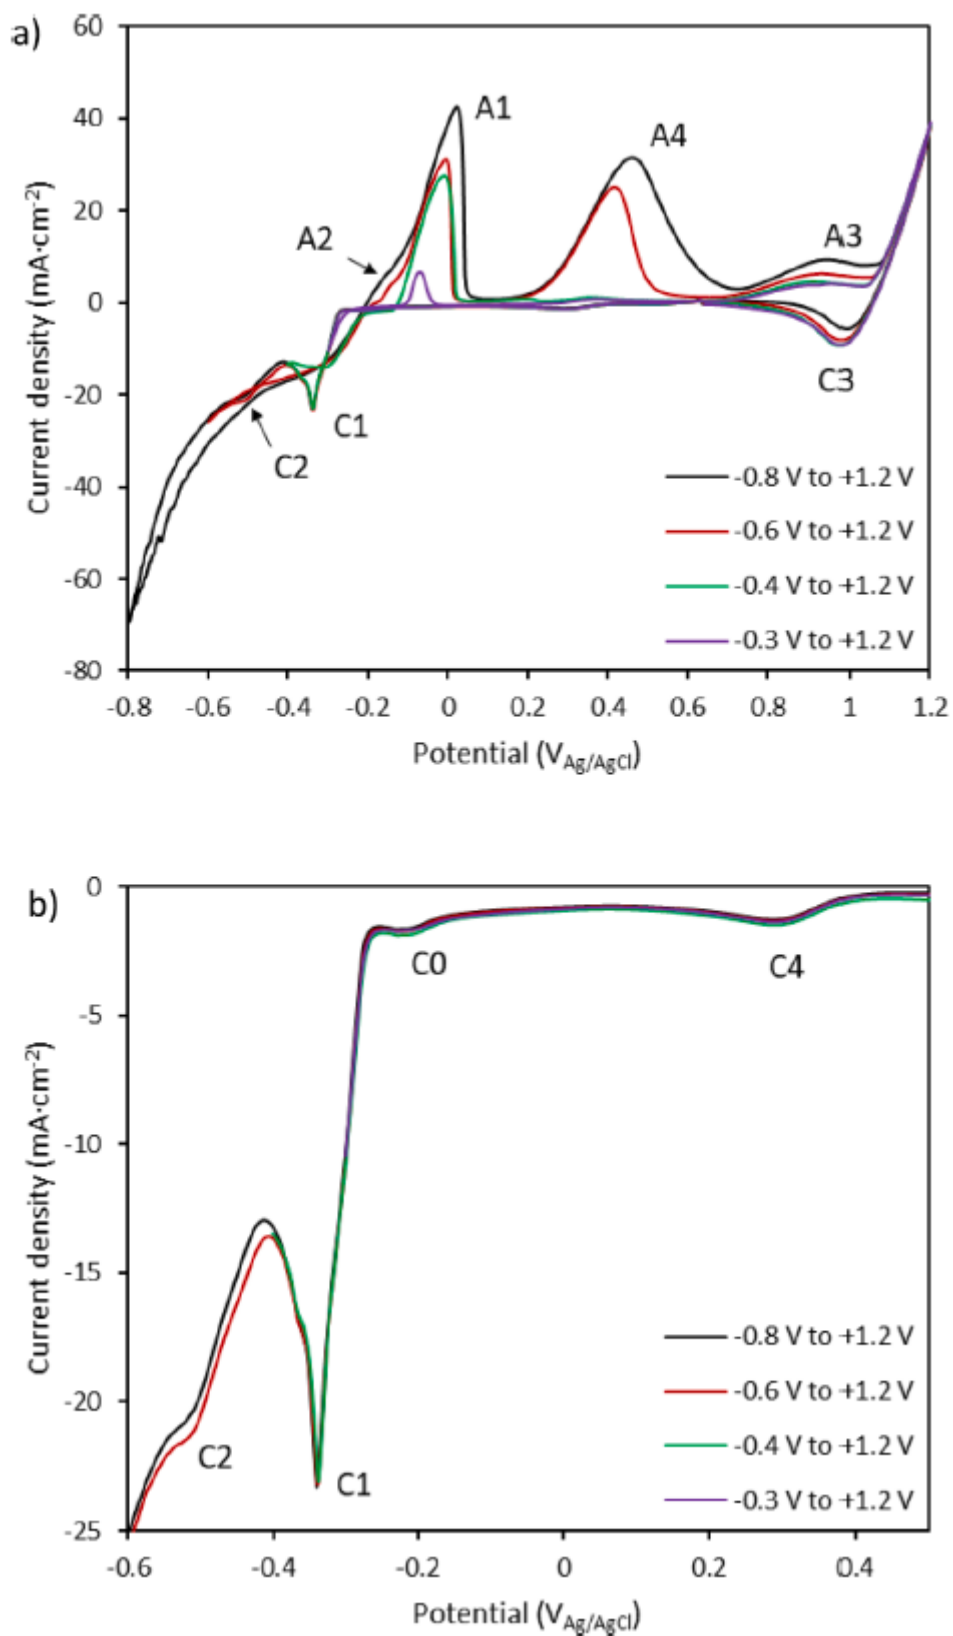 a)
60
40
20
0
-20
-40
-60
-80
Current density (mA·cm-2)
A1
A2
A4
A3
C1
C2
C3
-0.8 V to +1.2 V
-0.6 V to +1.2 V
-0.4 V to +1.2 V
-0.3 V to +1.2 V
-0.8 -0.6 -0.4 -0.2 0 0.2 0.4 0.6 0.8 1 1.2
Potential (VAg/AgCl)
b)
0
-5
-10
-15
-20
-25
Current density (mA·cm-2)
C0
C4
C2
C1
-0.8 V to +1.2 V
-0.6 V to +1.2 V
-0.4 V to +1.2 V
-0.3 V to +1.2 V
-0.6 -0.4 -0.2 0 0.2 0.4
Potential (VAg/AgCl)